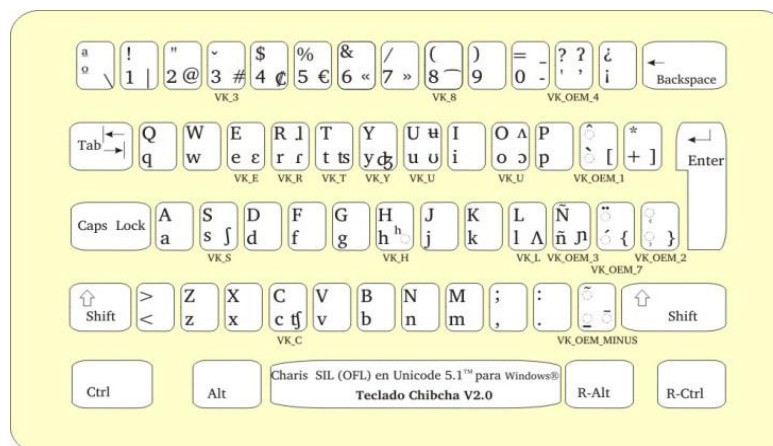 ª ! " ˘ $ % & / ( ) = _ ? ʔ ¿
º \ 1 | 2 @ 3 # 4 ₡ 5 € 6 « 7 » 8 ⁀ 9 0 - ' ’ ¡ Backspace
VK_3 VK_8 VK_OEM_4
Tab Q W E R T Y U Ʉ I O ʌ P ◌̂ * Enter
q w e ɛ r ɾ t ʦ y ʤ u ʊ i o ɔ p ◌̀ [ + ]
VK_E VK_R VK_T VK_Y VK_U VK_U VK_OEM_1
Caps Lock A S D F G H J K L Ñ ◌̈
a s ʃ d f g h ʰ j k l Λ ñ ɲ ◌́ { }
VK_S VK_H VK_L VK_OEM_3 VK_OEM_2
VK_OEM_7
Shift > Z X C V B N M ; : ◌̃ Shift
< z x c ʧ v b n m , . ◌̱ ◌̄
VK_C VK_OEM_MINUS
Ctrl Alt Charis SIL (OFL) en Unicode 5.1™ para Windows® R-Alt R-Ctrl
Teclado Chibcha V2.0